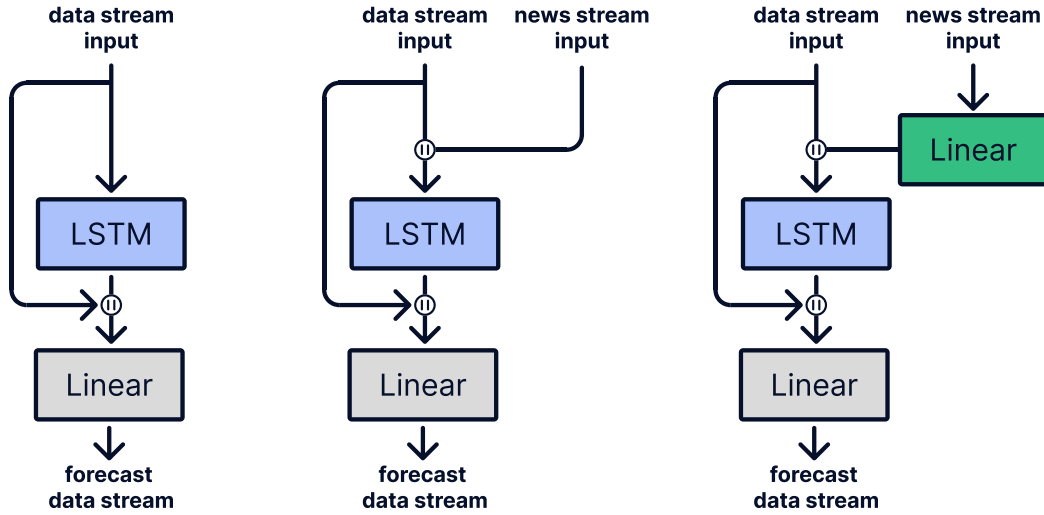 data stream
input
LSTM
Linear
forecast
data stream
data stream
input
news stream
input
LSTM
Linear
forecast
data stream
data stream
input
news stream
input
Linear
LSTM
Linear
forecast
data stream